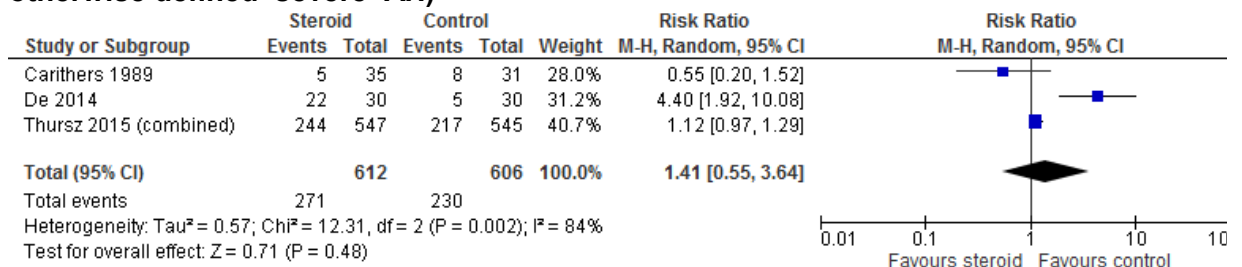 otherwise defined 'severe' AH)
Steroid Control Risk Ratio Risk Ratio
Study or Subgroup Events Total Events Total Weight M-H, Random, 95% CI M-H, Random, 95% CI
Carithers 1989 5 35 8 31 28.0% 0.55 [0.20, 1.52]
De 2014 22 30 5 30 31.2% 4.40 [1.92, 10.08]
Thursz 2015 (combined) 244 547 217 545 40.7% 1.12 [0.97, 1.29]
Total (95% CI) 612 606 100.0% 1.41 [0.55, 3.64]
Total events 271 230
Heterogeneity: Tau² = 0.57; Chi² = 12.31, df = 2 (P = 0.002); I² = 84%
Test for overall effect: Z = 0.71 (P = 0.48)
0.01 0.1 1 10 10
Favours steroid Favours control